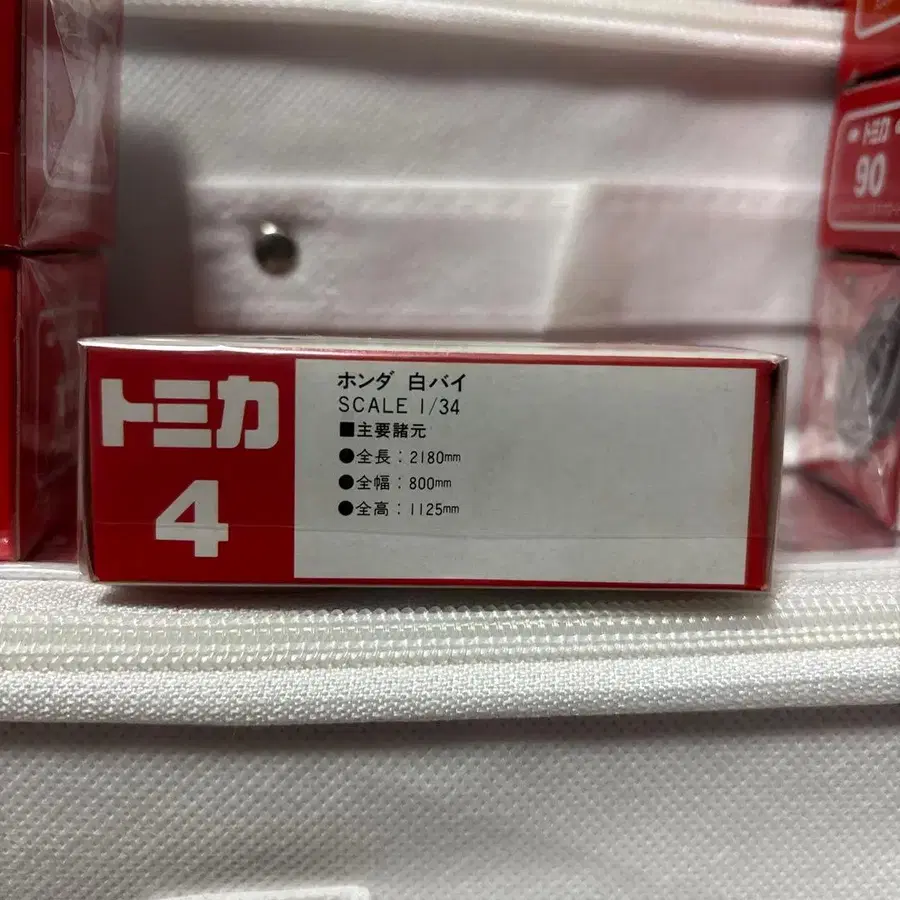 トミカ
90
トミカ
4
ホンダ 白バイ
SCALE 1/34
■主要諸元
●全長：2180mm
●全幅：800mm
●全高：1125mm